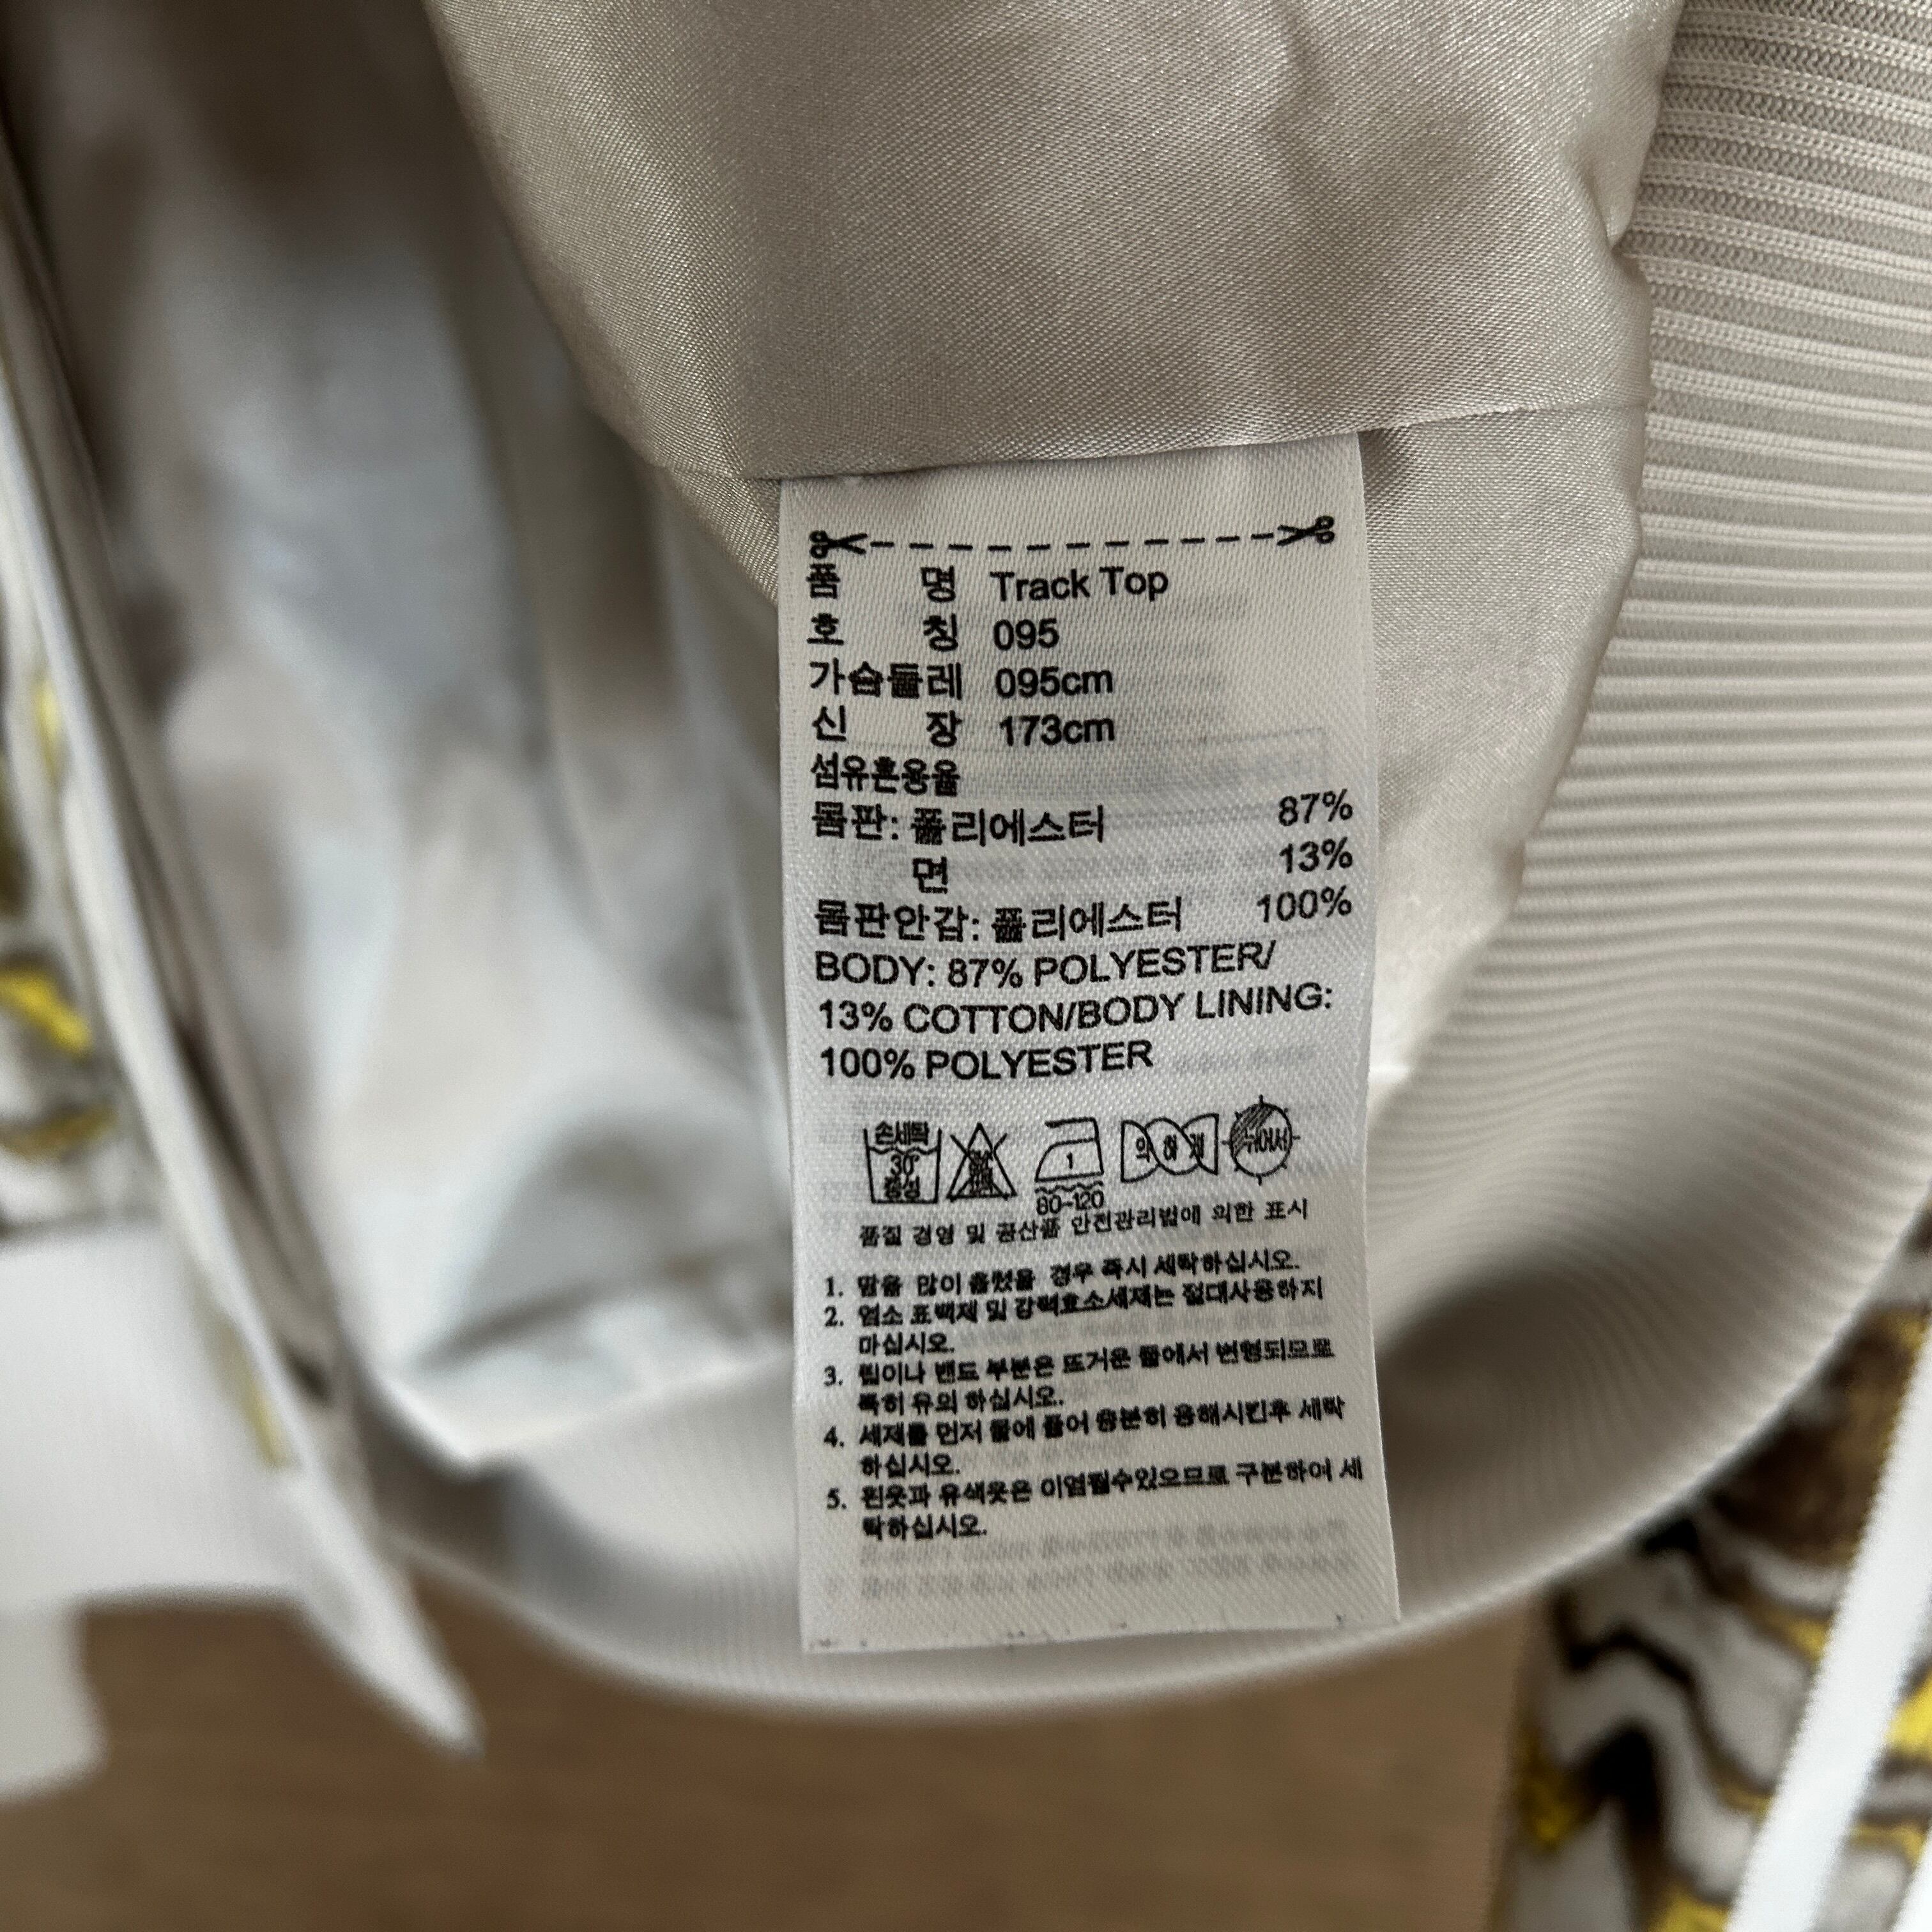 품 명 Track Top
호 칭 095
가슴둘레 095cm
신 장 173cm
섬유혼용율
몸판: 폴리에스터 87%
면 13%
몸판안감: 폴리에스터 100%
BODY: 87% POLYESTER/
13% COTTON/BODY LINING:
100% POLYESTER
손세탁 30° 중성
1 80~120
뉘어서
품질 경영 및 공산품 안전관리법에 의한 표시
1. 땀을 많이 흘렸을 경우 즉시 세탁하십시오.
2. 염소 표백제 및 강력효소세제는 절대사용하지
마십시오.
3. 립이나 밴드 부분은 뜨거운 물에서 변형되므로
특히 유의 하십시오.
4. 세제를 먼저 물에 풀어 충분히 용해시킨후 세탁
하십시오.
5. 흰옷과 유색옷은 이염될수있으므로 구분하여 세
탁하십시오.